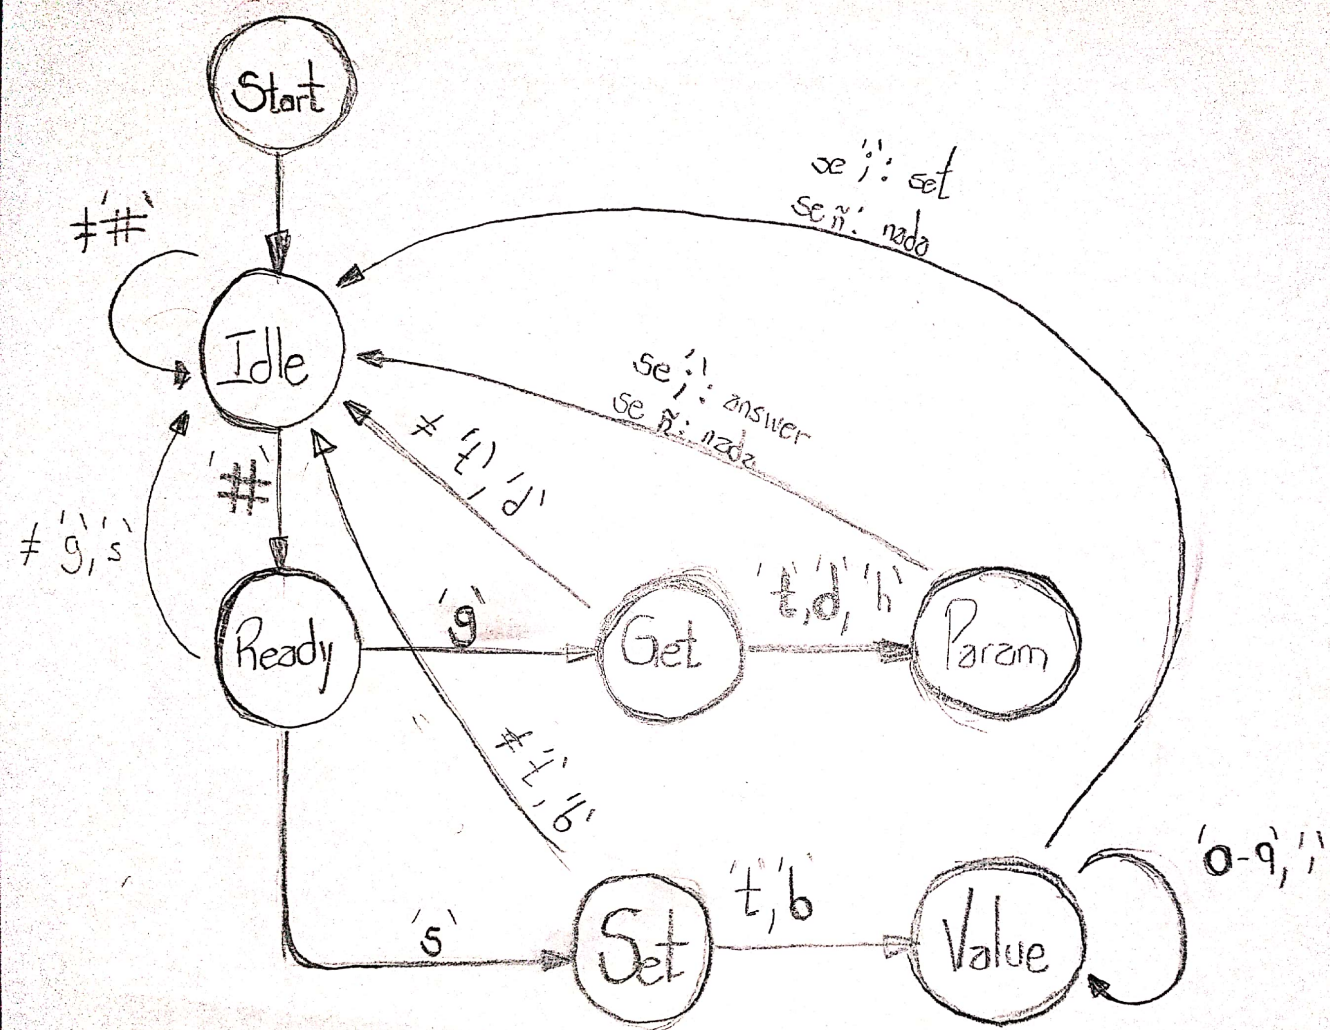 Start
≠'#'
se ';': set
se ñ: nada
Idle
se ';': answer
se ñ: nada
≠ 't', 'd'
'#'
≠ 'g', 's'
Ready
'g'
Get
't,'d, 'h'
Param
≠ 't', 'b'
's'
Set
't,'b
Value
'0-9, ','